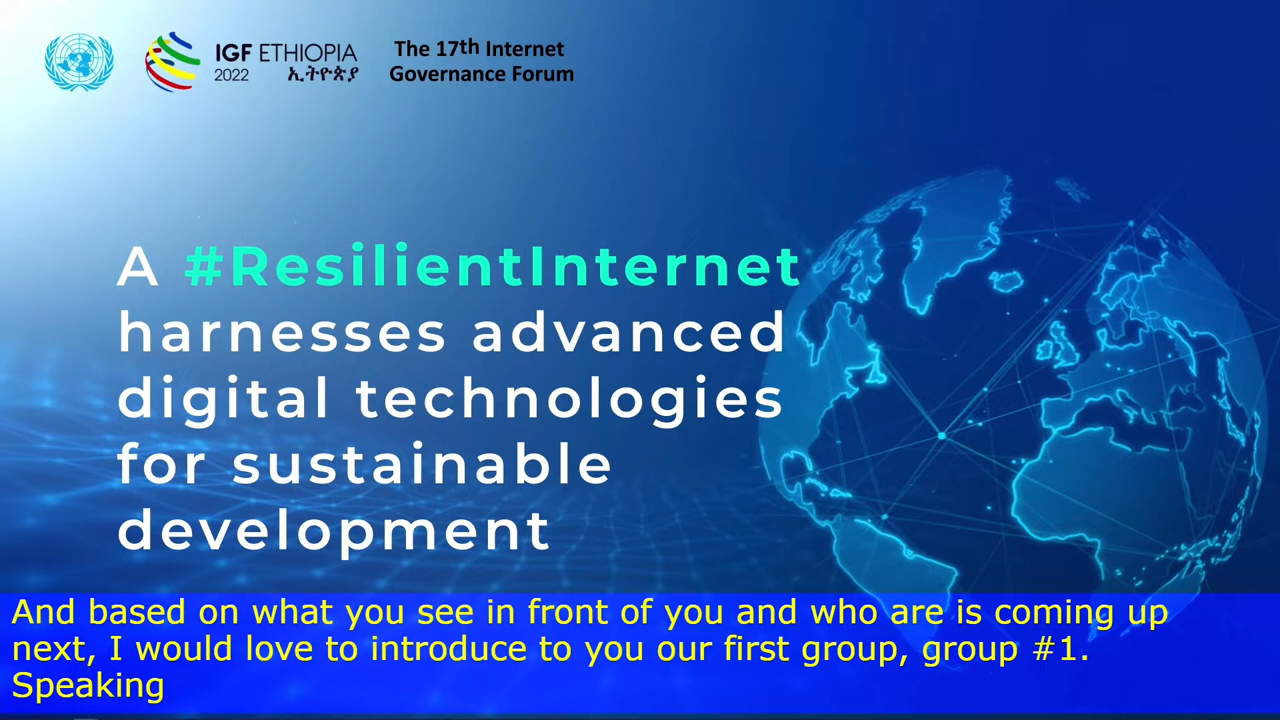 IGF ETHIOPIA
2022 ኢትዮጵያ
The 17th Internet
Governance Forum
A #ResilientInternet
harnesses advanced
digital technologies
for sustainable
development
And based on what you see in front of you and who are is coming up
next, I would love to introduce to you our first group, group #1.
Speaking